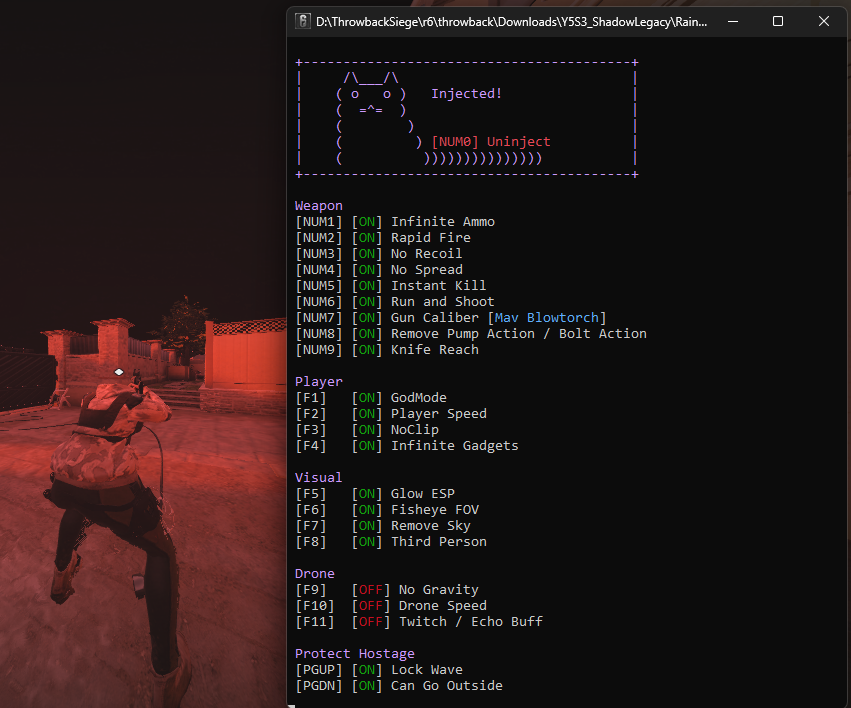 D:\ThrowbackSiege\r6\throwback\Downloads\Y5S3_ShadowLegacy\Rain...
+-----------------------------------------+
|     /\___/\                             |
|    ( o   o )   Injected!                |
|    (  =^=  )                            |
|    (        )                           |
|    (         ) [NUM0] Uninject          |
|    (          ))))))))))))))))          |
+-----------------------------------------+
Weapon
[NUM1] [ON] Infinite Ammo
[NUM2] [ON] Rapid Fire
[NUM3] [ON] No Recoil
[NUM4] [ON] No Spread
[NUM5] [ON] Instant Kill
[NUM6] [ON] Run and Shoot
[NUM7] [ON] Gun Caliber [Mav Blowtorch]
[NUM8] [ON] Remove Pump Action / Bolt Action
[NUM9] [ON] Knife Reach
Player
[F1]   [ON] GodMode
[F2]   [ON] Player Speed
[F3]   [ON] NoClip
[F4]   [ON] Infinite Gadgets
Visual
[F5]   [ON] Glow ESP
[F6]   [ON] Fisheye FOV
[F7]   [ON] Remove Sky
[F8]   [ON] Third Person
Drone
[F9]   [OFF] No Gravity
[F10]  [OFF] Drone Speed
[F11]  [OFF] Twitch / Echo Buff
Protect Hostage
[PGUP] [ON] Lock Wave
[PGDN] [ON] Can Go Outside